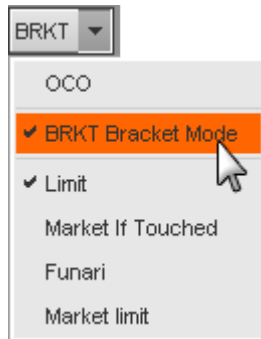 BRKT
OCO
✔ BRKT Bracket Mode
✔ Limit
Market If Touched
Funari
Market limit